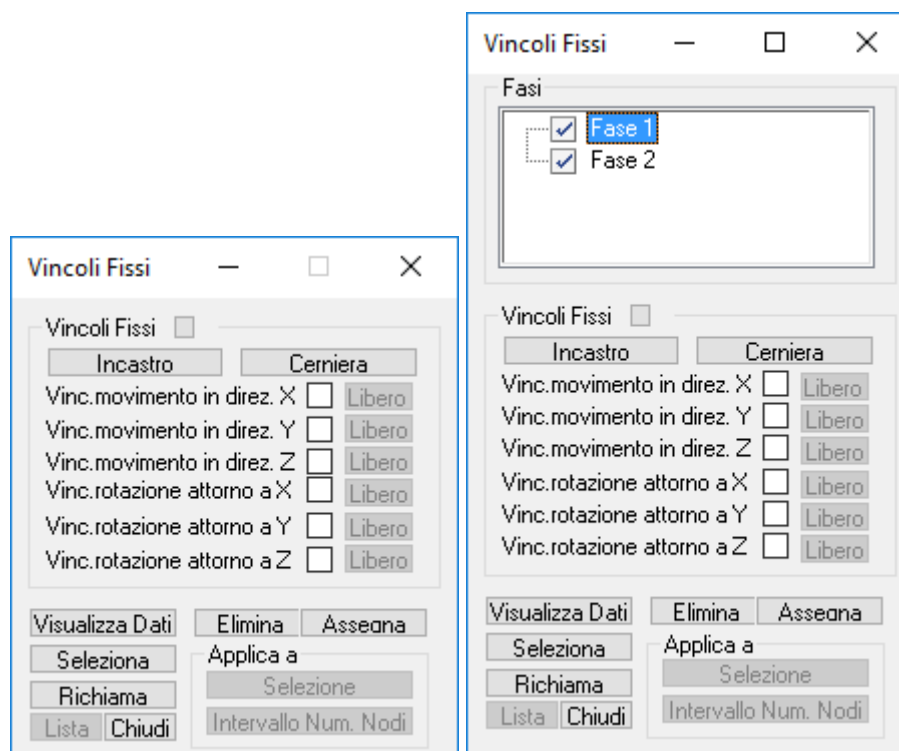 Vincoli Fissi
Vincoli Fissi
Incastro Cerniera
Vinc.movimento in direz. X Libero
Vinc.movimento in direz. Y Libero
Vinc.movimento in direz. Z Libero
Vinc.rotazione attorno a X Libero
Vinc.rotazione attorno a Y Libero
Vinc.rotazione attorno a Z Libero
Visualizza Dati Elimina Assegna
Seleziona Applica a
Selezione
Richiama
Lista Chiudi Intervallo Num. Nodi
Vincoli Fissi
Fasi
Fase 1
Fase 2
Vincoli Fissi
Incastro Cerniera
Vinc.movimento in direz. X Libero
Vinc.movimento in direz. Y Libero
Vinc.movimento in direz. Z Libero
Vinc.rotazione attorno a X Libero
Vinc.rotazione attorno a Y Libero
Vinc.rotazione attorno a Z Libero
Visualizza Dati Elimina Assegna
Seleziona Applica a
Selezione
Richiama
Lista Chiudi Intervallo Num. Nodi